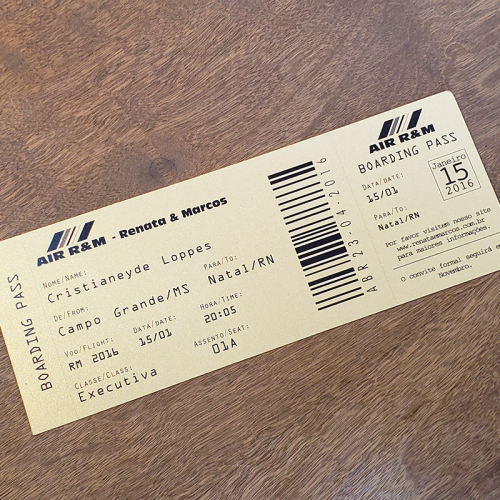 BOARDING PASS
AIR R&M - Renata & Marcos
NOME/NAME:
Cristianeyde Loppes
DE/FROM:
Campo Grande/MS
PARA/TO:
Natal/RN
VOO/FLIGHT:
RM 2016
DATA/DATE:
15/01
HORA/TIME:
20:05
CLASSE/CLASS:
Executiva
ASSENTO/SEAT:
01A
ABR23-04-2016
AIR R&M
BOARDING PASS
DATA/DATE:
15/01
PARA/TO:
Natal/RN
Janeiro
15
2016
Por favor visitem nosso site
www.renataemarcos.com.br
para maiores informações.
o convite formal seguirá em
Novembro.